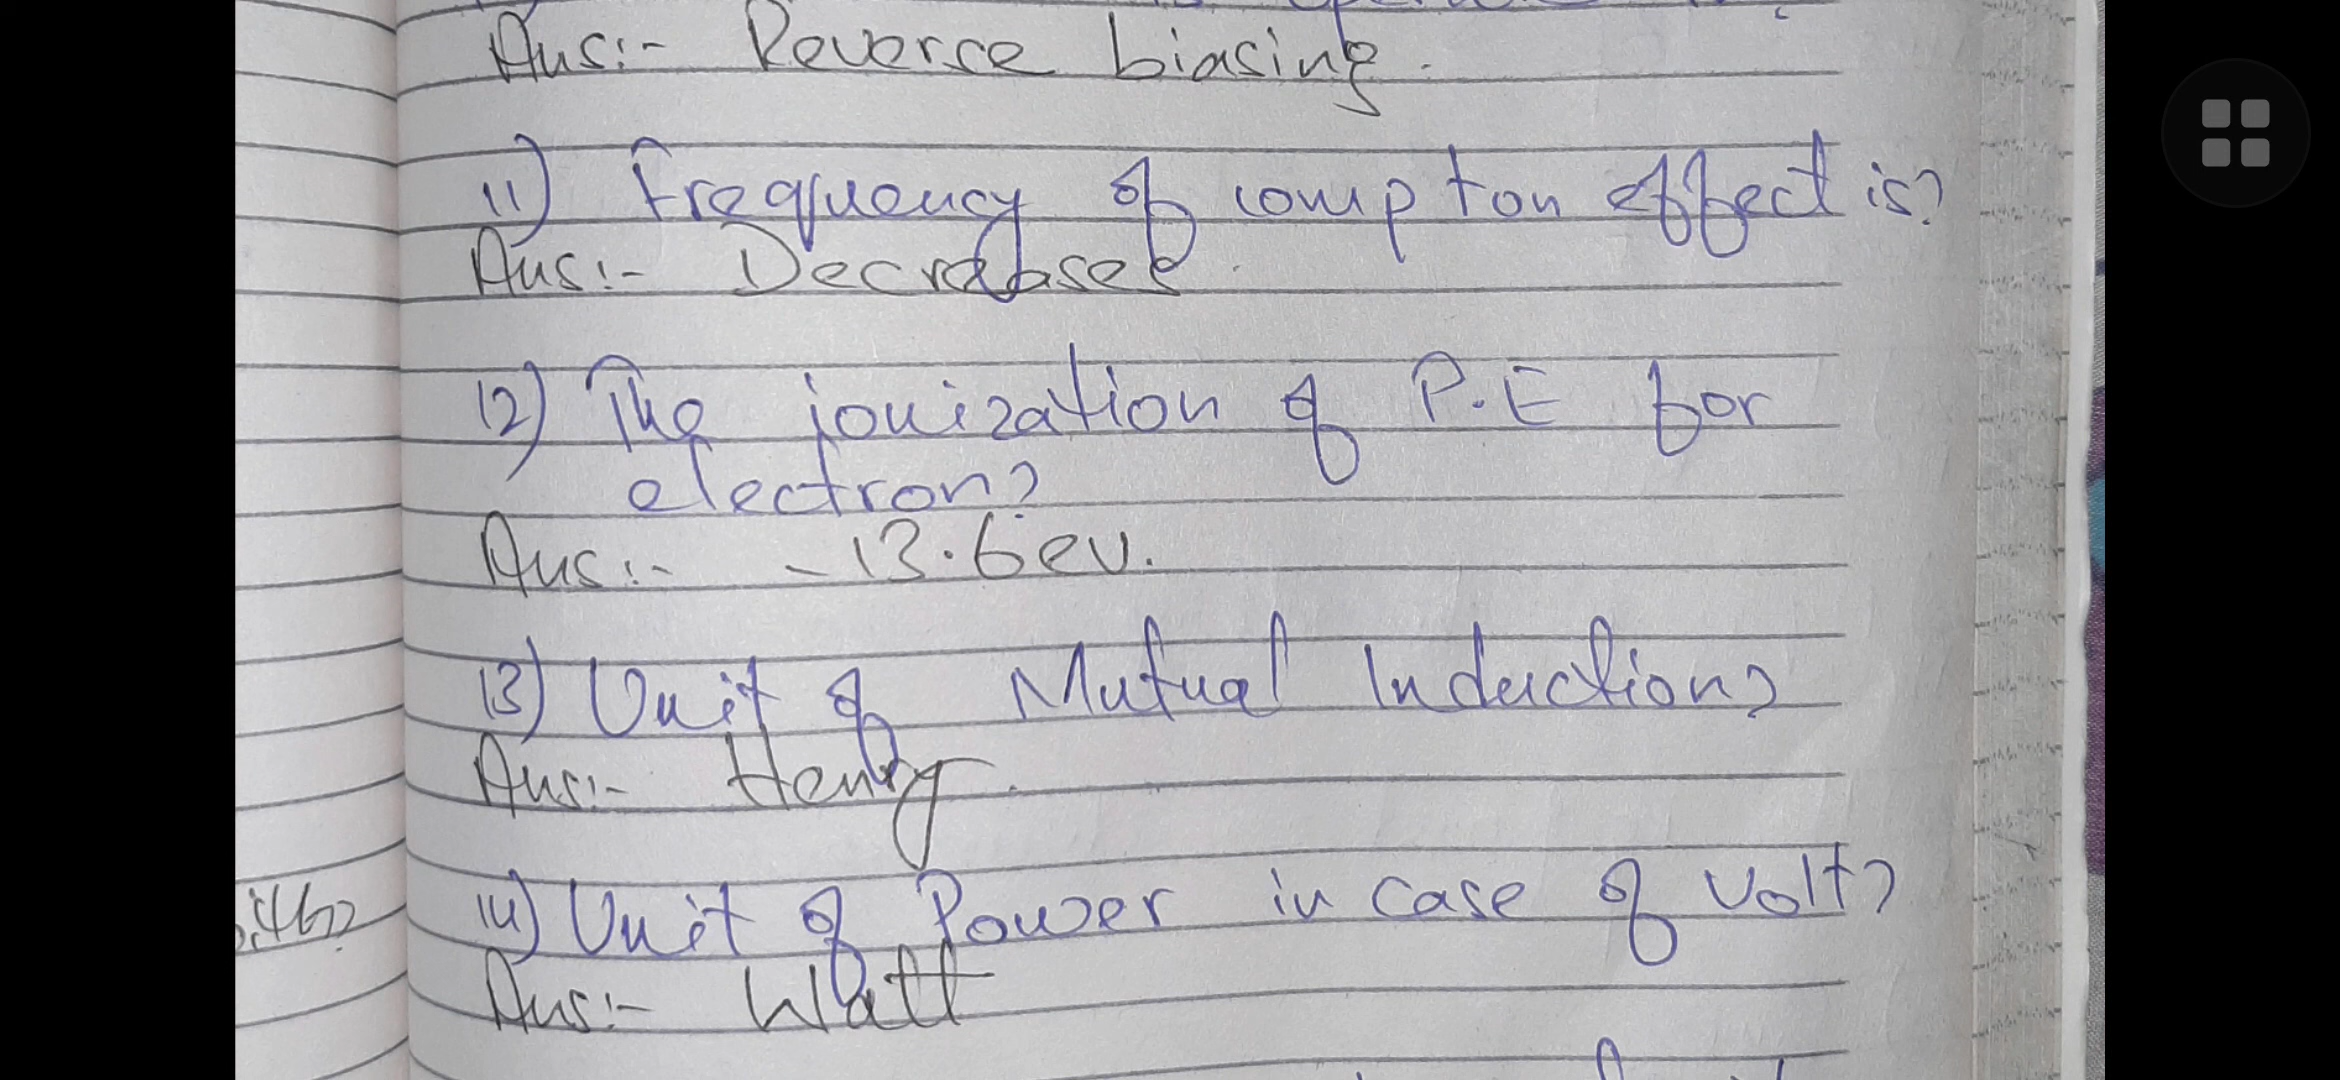 Ans:- Reverse biasing.
11) Frequency of compton effect is?
Ans:- Decreases.
12) The ionization of P.E for
electron?
Ans:- -13.6ev.
13) Unit of Mutual Induction?
Ans:- Henry.
14) Unit of Power in case of volt?
Ans:- Watt